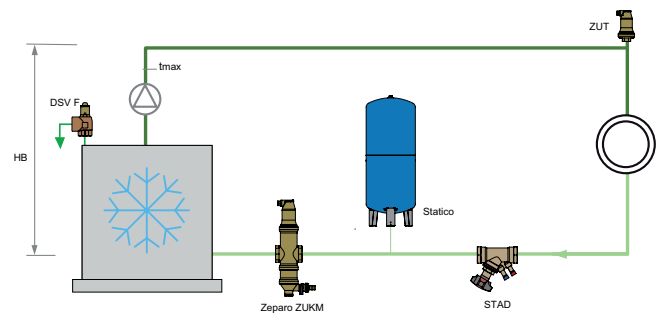 ZUT
tmax
DSV F
HB
Statico
Zeparo ZUKM
STAD